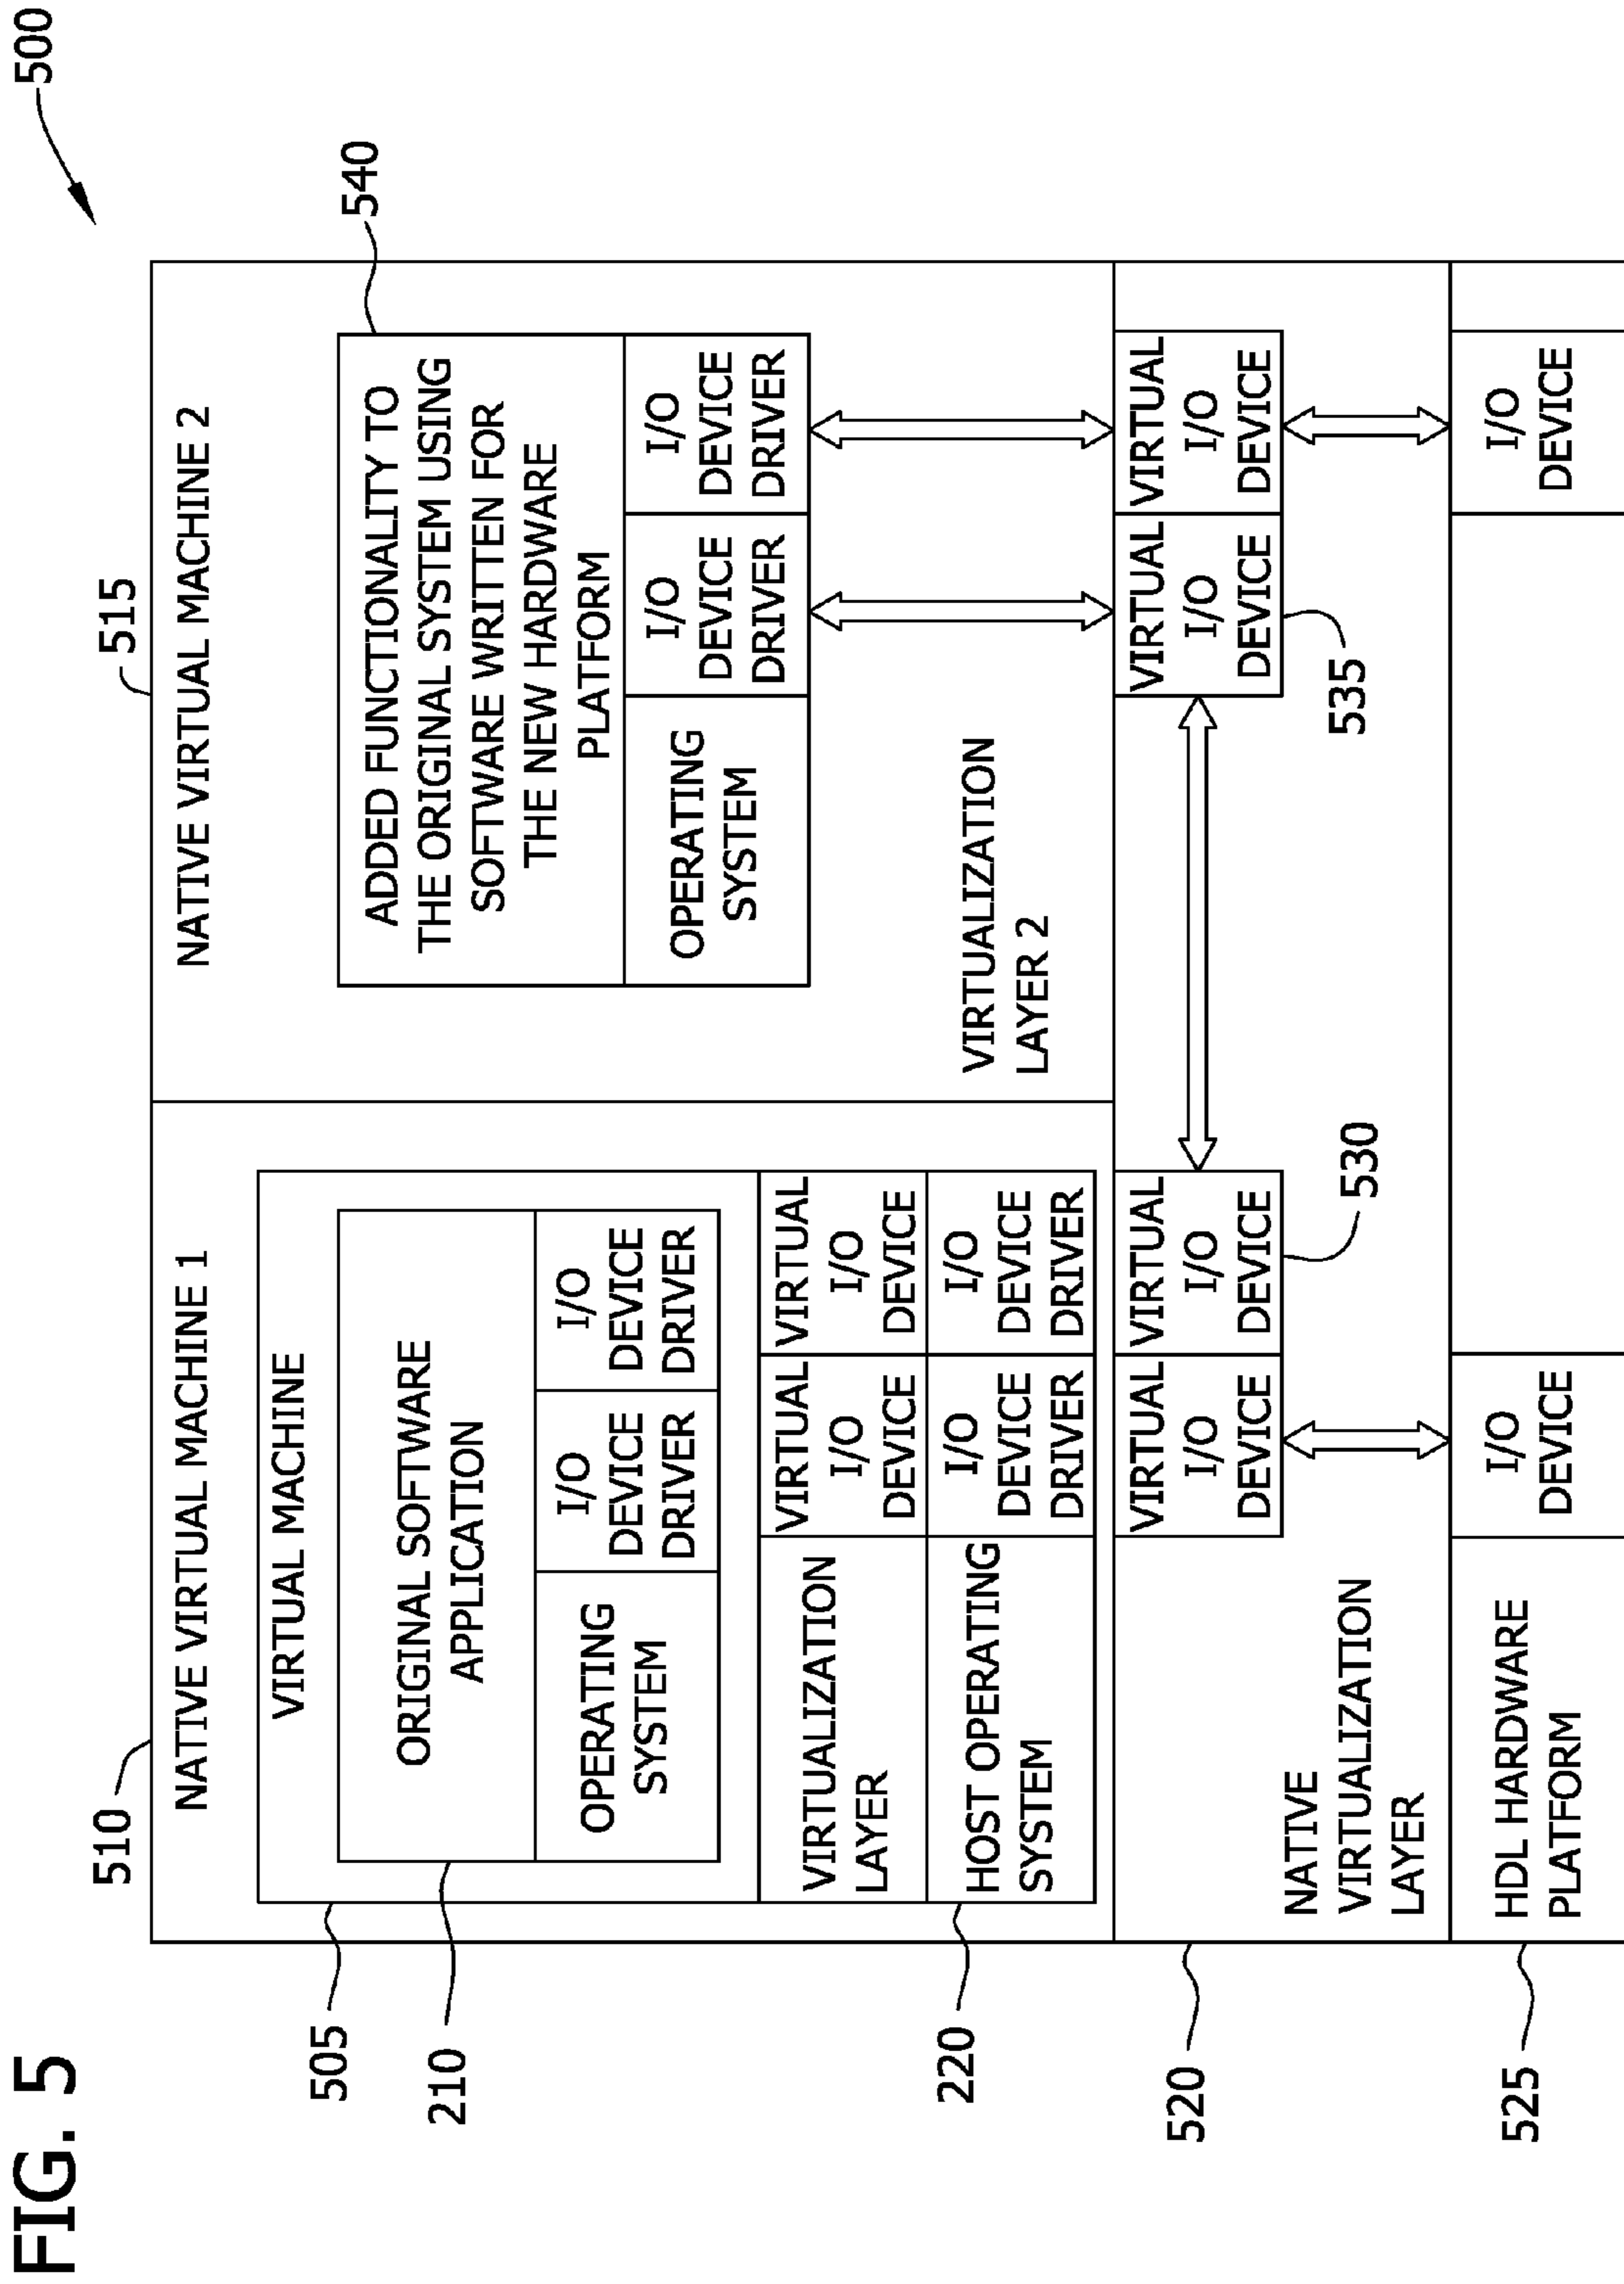 FIG. 5
500
510
515
NATIVE VIRTUAL MACHINE 1
NATIVE VIRTUAL MACHINE 2
505
VIRTUAL MACHINE
210
ORIGINAL SOFTWARE
APPLICATION
OPERATING
SYSTEM
I/O
DEVICE
DRIVER
I/O
DEVICE
DRIVER
VIRTUALIZATION
LAYER
VIRTUAL
I/O
DEVICE
VIRTUAL
I/O
DEVICE
220
HOST OPERATING
SYSTEM
I/O
DEVICE
DRIVER
I/O
DEVICE
DRIVER
540
ADDED FUNCTIONALITY TO
THE ORIGINAL SYSTEM USING
SOFTWARE WRITTEN FOR
THE NEW HARDWARE
PLATFORM
OPERATING
SYSTEM
I/O
DEVICE
DRIVER
I/O
DEVICE
DRIVER
VIRTUALIZATION
LAYER 2
520
NATIVE
VIRTUALIZATION
LAYER
VIRTUAL
I/O
DEVICE
VIRTUAL
I/O
DEVICE
530
VIRTUAL
I/O
DEVICE
535
VIRTUAL
I/O
DEVICE
525
HDL HARDWARE
PLATFORM
I/O
DEVICE
I/O
DEVICE